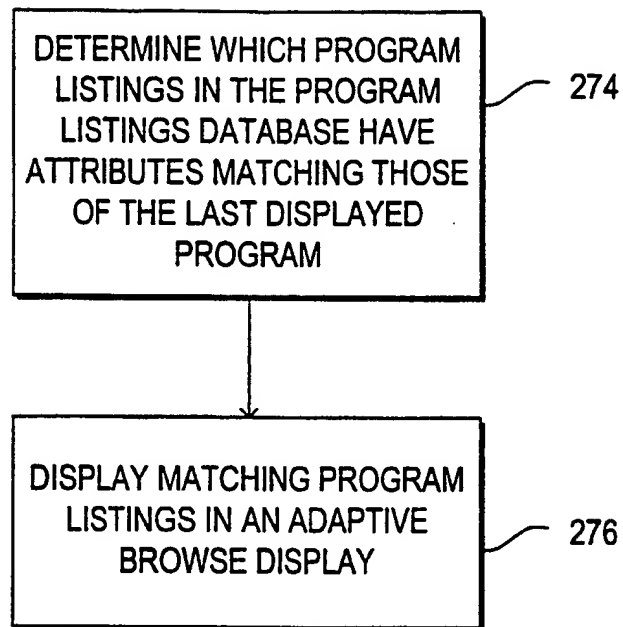 DETERMINE WHICH PROGRAM
LISTINGS IN THE PROGRAM
LISTINGS DATABASE HAVE
ATTRIBUTES MATCHING THOSE
OF THE LAST DISPLAYED
PROGRAM
274
DISPLAY MATCHING PROGRAM
LISTINGS IN AN ADAPTIVE
BROWSE DISPLAY
276